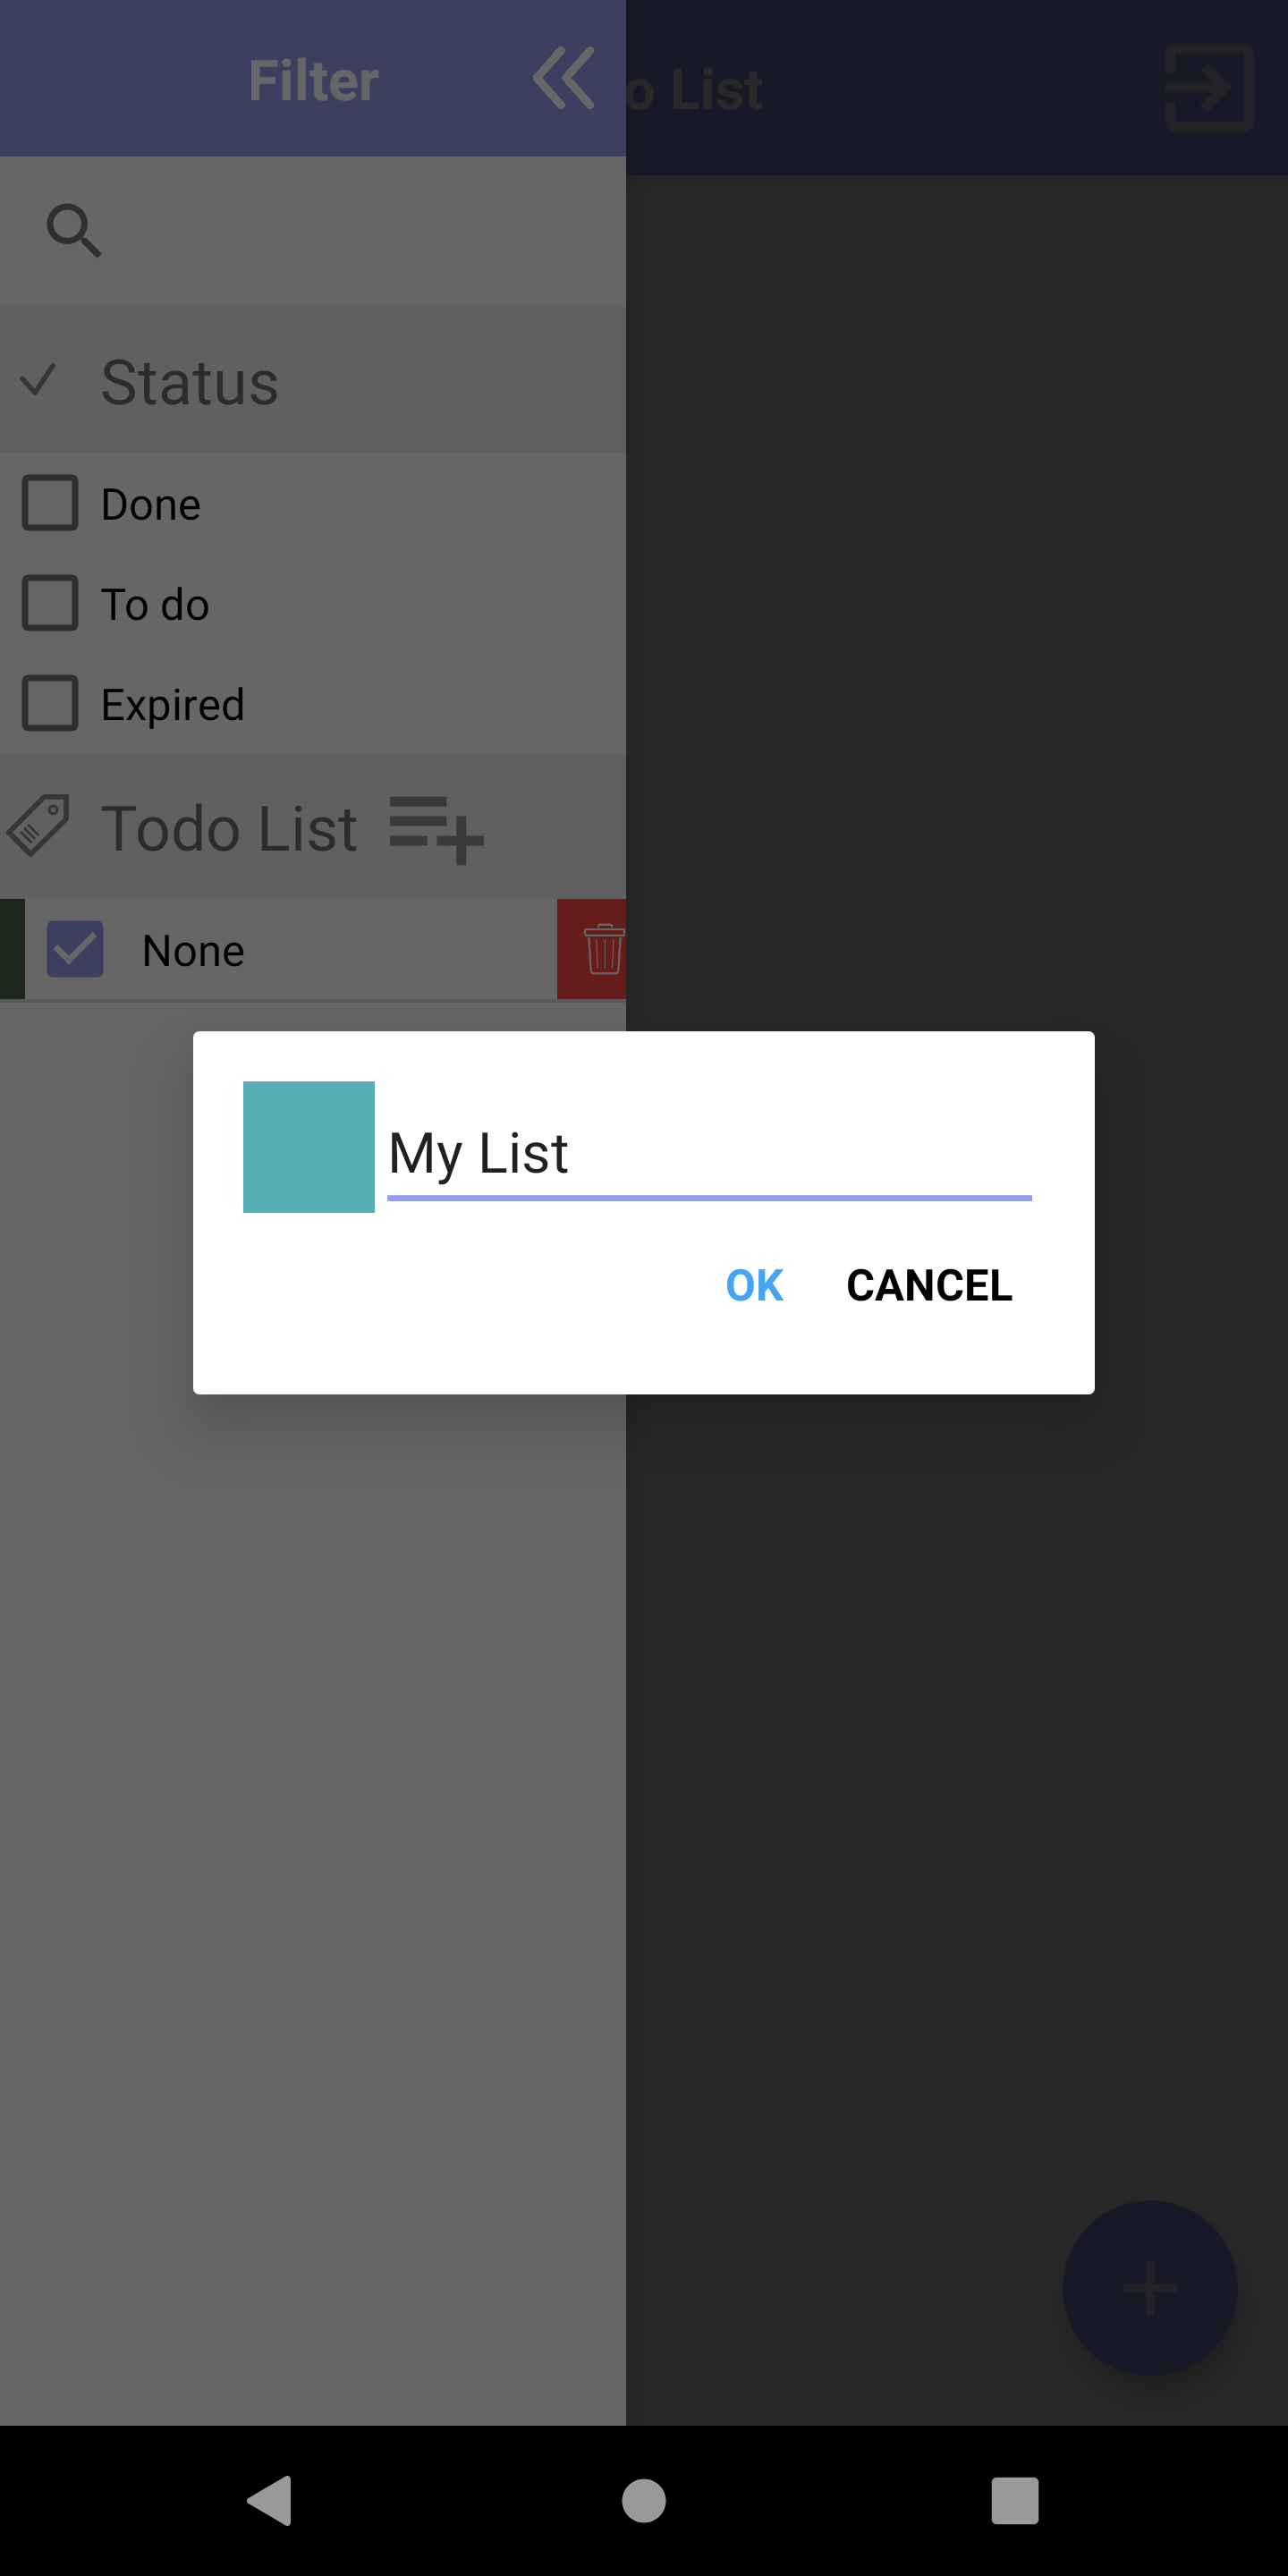 Filter
o List
Status
Done
To do
Expired
Todo List
None
My List
OK CANCEL